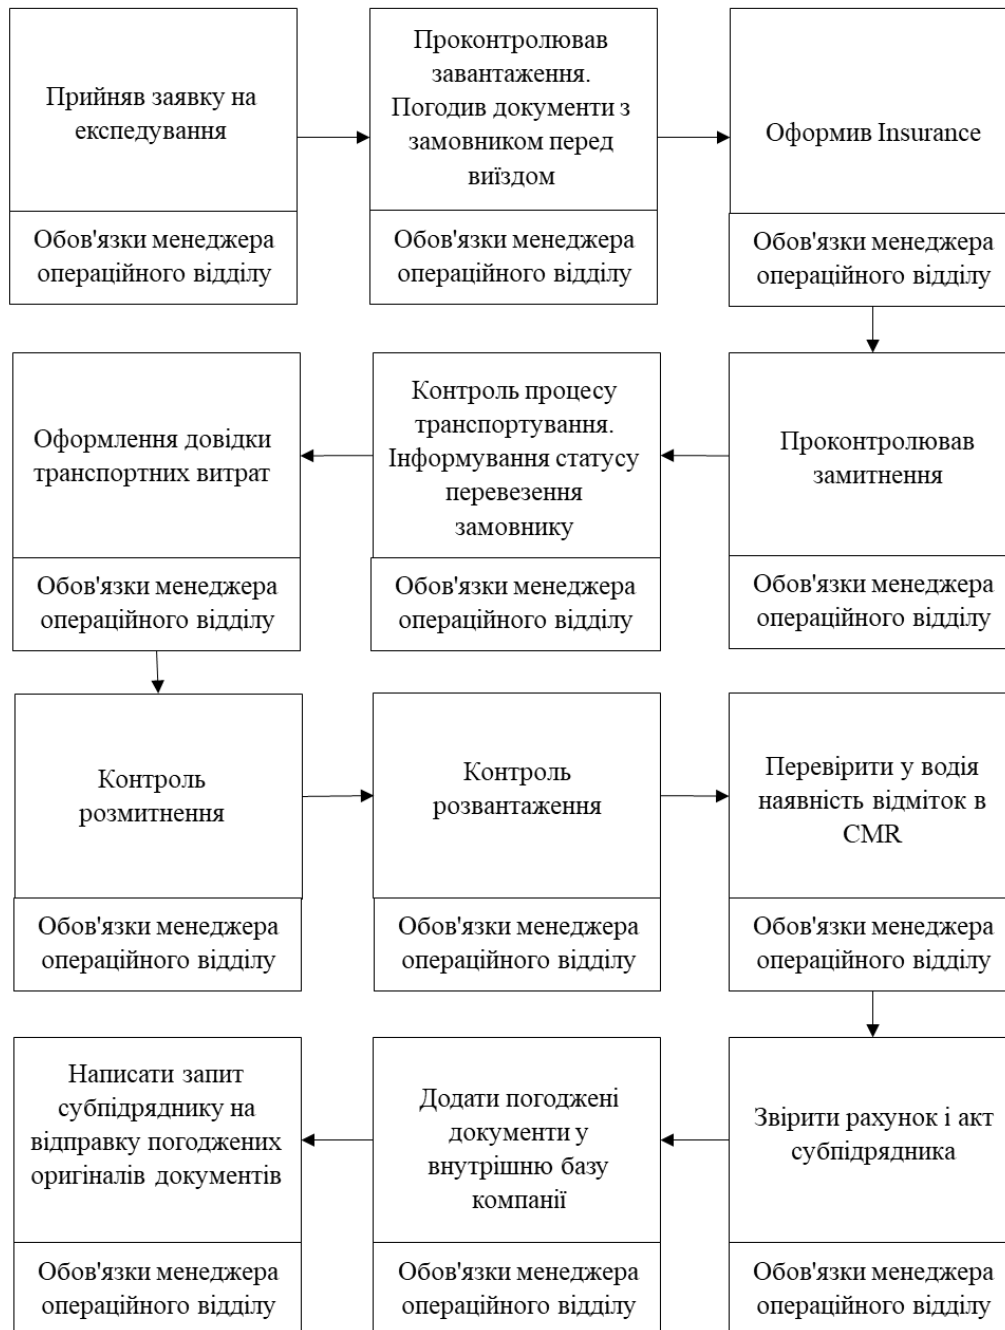 Прийняв заявку на
експедування
Обов'язки менеджера
операційного відділу
Проконтролював
завантаження.
Погодив документи з
замовником перед
виїздом
Обов'язки менеджера
операційного відділу
Оформив Insurance
Обов'язки менеджера
операційного відділу
Проконтролював
замитнення
Обов'язки менеджера
операційного відділу
Контроль процесу
транспортування.
Інформування статусу
перевезення
замовнику
Обов'язки менеджера
операційного відділу
Оформлення довідки
транспортних витрат
Обов'язки менеджера
операційного відділу
Контроль
розмитнення
Обов'язки менеджера
операційного відділу
Контроль
розвантаження
Обов'язки менеджера
операційного відділу
Перевірити у водія
наявність відміток в
CMR
Обов'язки менеджера
операційного відділу
Звірити рахунок і акт
субпідрядника
Обов'язки менеджера
операційного відділу
Додати погоджені
документи у
внутрішню базу
компанії
Обов'язки менеджера
операційного відділу
Написати запит
субпідряднику на
відправку погоджених
оригіналів документів
Обов'язки менеджера
операційного відділу